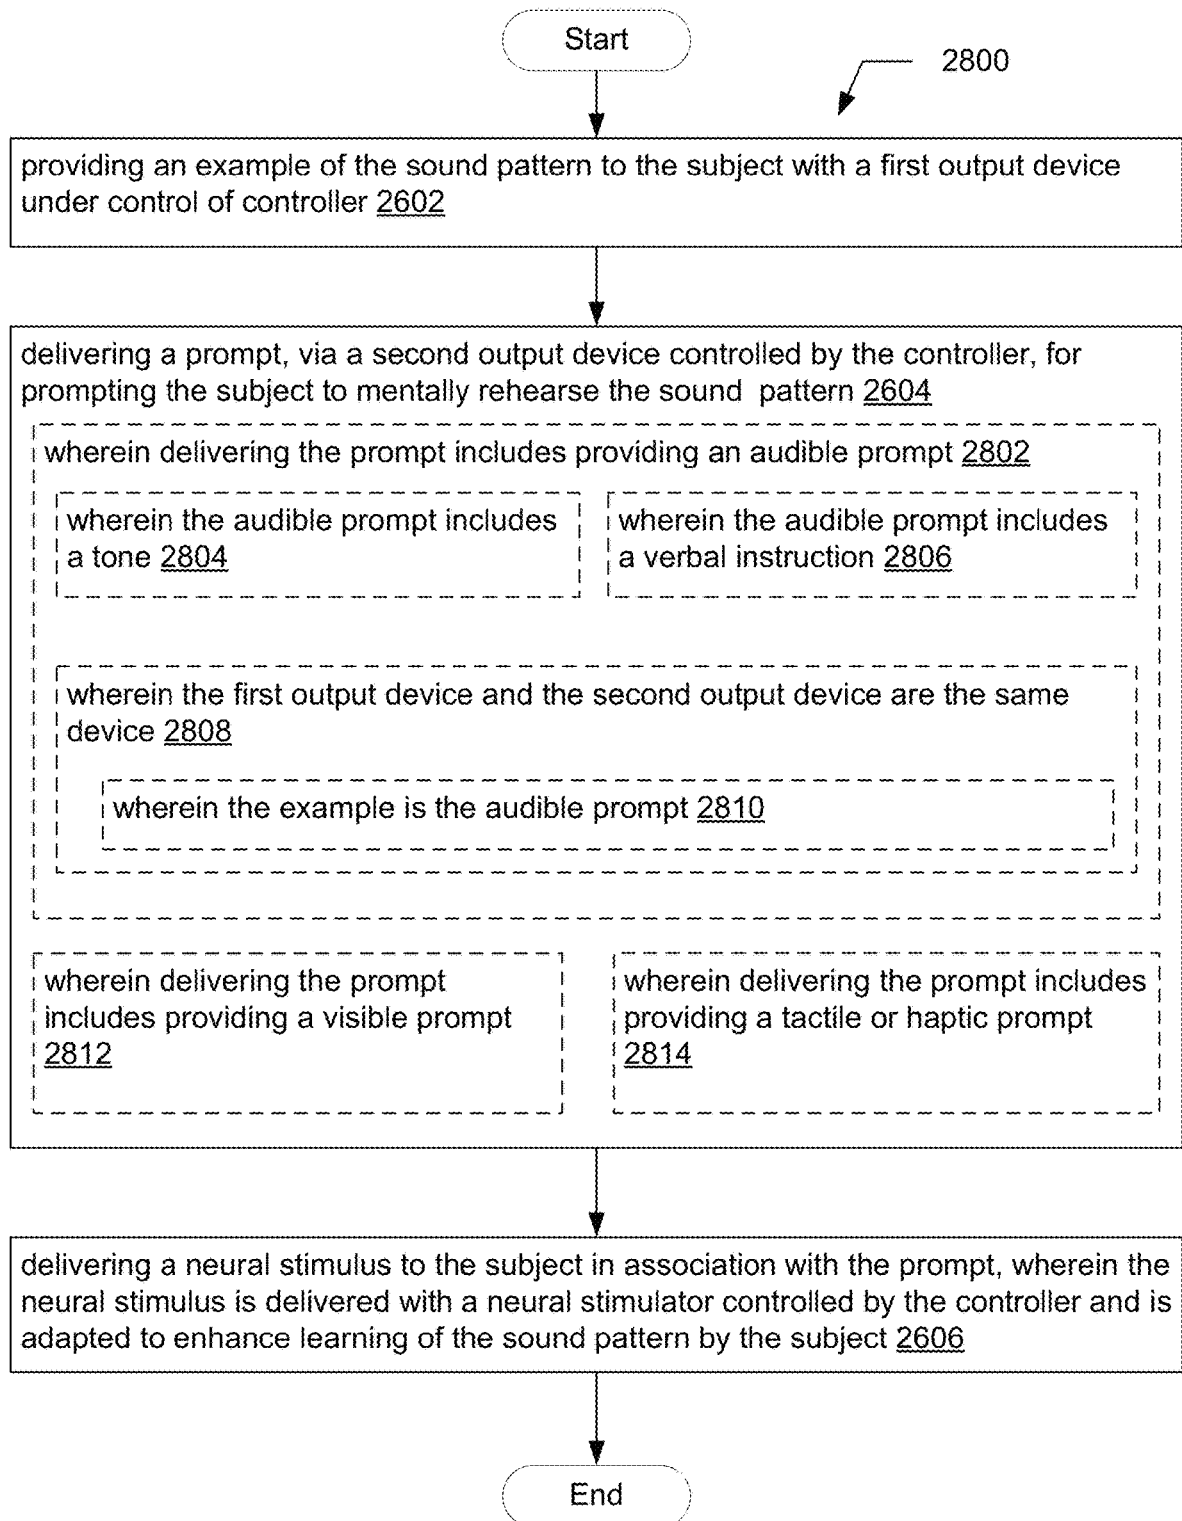 Start
2800
providing an example of the sound pattern to the subject with a first output device
under control of controller 2602
delivering a prompt, via a second output device controlled by the controller, for
prompting the subject to mentally rehearse the sound pattern 2604
wherein delivering the prompt includes providing an audible prompt 2802
wherein the audible prompt includes
a tone 2804
wherein the audible prompt includes
a verbal instruction 2806
wherein the first output device and the second output device are the same
device 2808
wherein the example is the audible prompt 2810
wherein delivering the prompt
includes providing a visible prompt
2812
wherein delivering the prompt includes
providing a tactile or haptic prompt
2814
delivering a neural stimulus to the subject in association with the prompt, wherein the
neural stimulus is delivered with a neural stimulator controlled by the controller and is
adapted to enhance learning of the sound pattern by the subject 2606
End